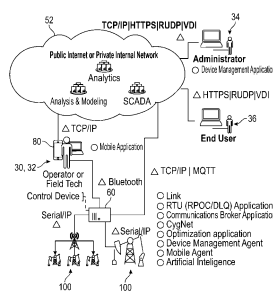 52
TCP/IP|HTTPS|RUDP|VDI
34
Public Internet or Private Internal Network
Analytics
Analysis & Modeling
SCADA
Administrator
○ Device Management Application
△ HTTPS|RUDP|VDI
36
End User
△ TCP/IP
80
○ Mobile Application
30, 32
Operator or
Field Tech
△ Bluetooth
Control Device
60
Serial/IP
△
△ Serial/IP
100
100
△ TCP/IP | MQTT
○ Link
○ RTU (RPOC/DLQ) Application
○ Communications Broker Application
○ CygNet
○ Optimization application
○ Device Management Agent
○ Mobile Agent
○ Artificial Inteligence